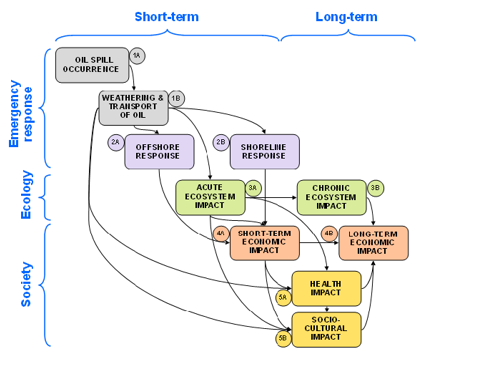 Short-term
Long-term
Emergency
response
Ecology
Society
OIL SPILL
OCCURRENCE
1A
WEATHERING &
TRANSPORT
OF OIL
1B
2A
OFFSHORE
RESPONSE
2B
SHORELINE
RESPONSE
ACUTE
ECOSYSTEM
IMPACT
3A
CHRONIC
ECOSYSTEM
IMPACT
3B
4A
SHORT-TERM
ECONOMIC
IMPACT
4B
LONG-TERM
ECONOMIC
IMPACT
HEALTH
IMPACT
5A
SOCIO-
CULTURAL
IMPACT
5B